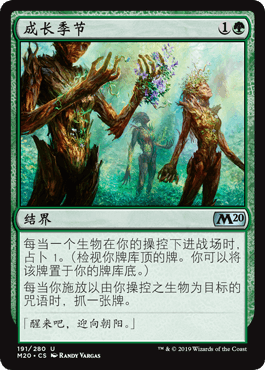 成长季节 1
结界 M20
每当一个生物在你的操控下进战场时，
占卜 1。（检视你牌库顶的牌。你可以将
该牌置于你的牌库底。）
每当你施放以由你操控之生物为目标的
咒语时，抓一张牌。
「醒来吧，迎向朝阳。」
191/280 U
M20 • CS RANDY VARGAS ™ & © 2019 Wizards of the Coast